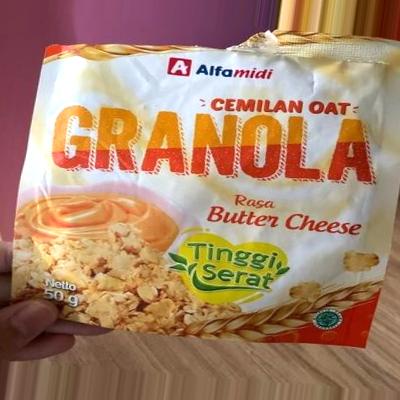 Alfamidi
CEMILAN OAT
GRANOLA
Rasa
Butter Cheese
Tinggi
Serat
Netto
50 g